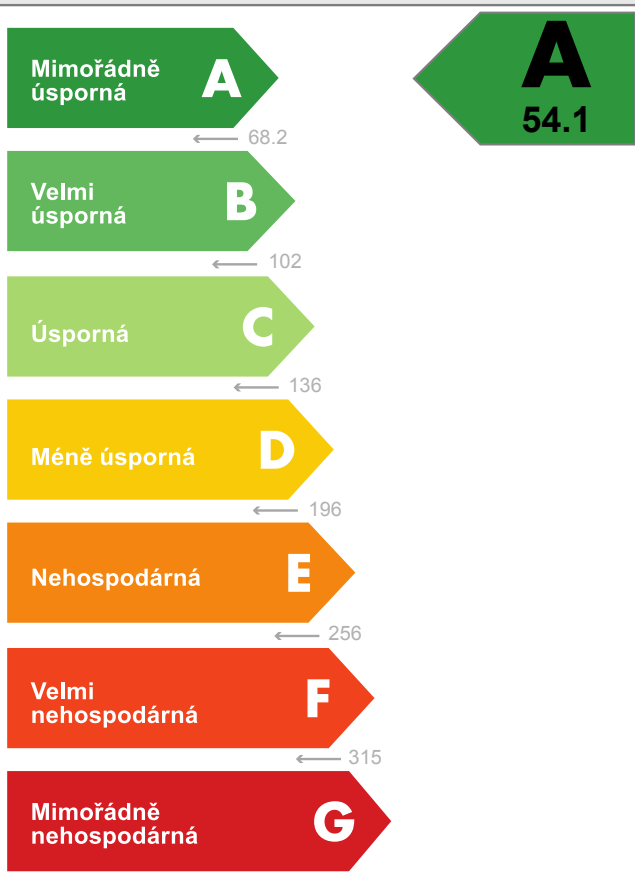 Mimořádně
úsporná
A
A
54.1
← 68.2
Velmi
úsporná
B
← 102
Úsporná
C
← 136
Méně úsporná
D
← 196
Nehospodárná
E
← 256
Velmi
nehospodárná
F
← 315
Mimořádně
nehospodárná
G